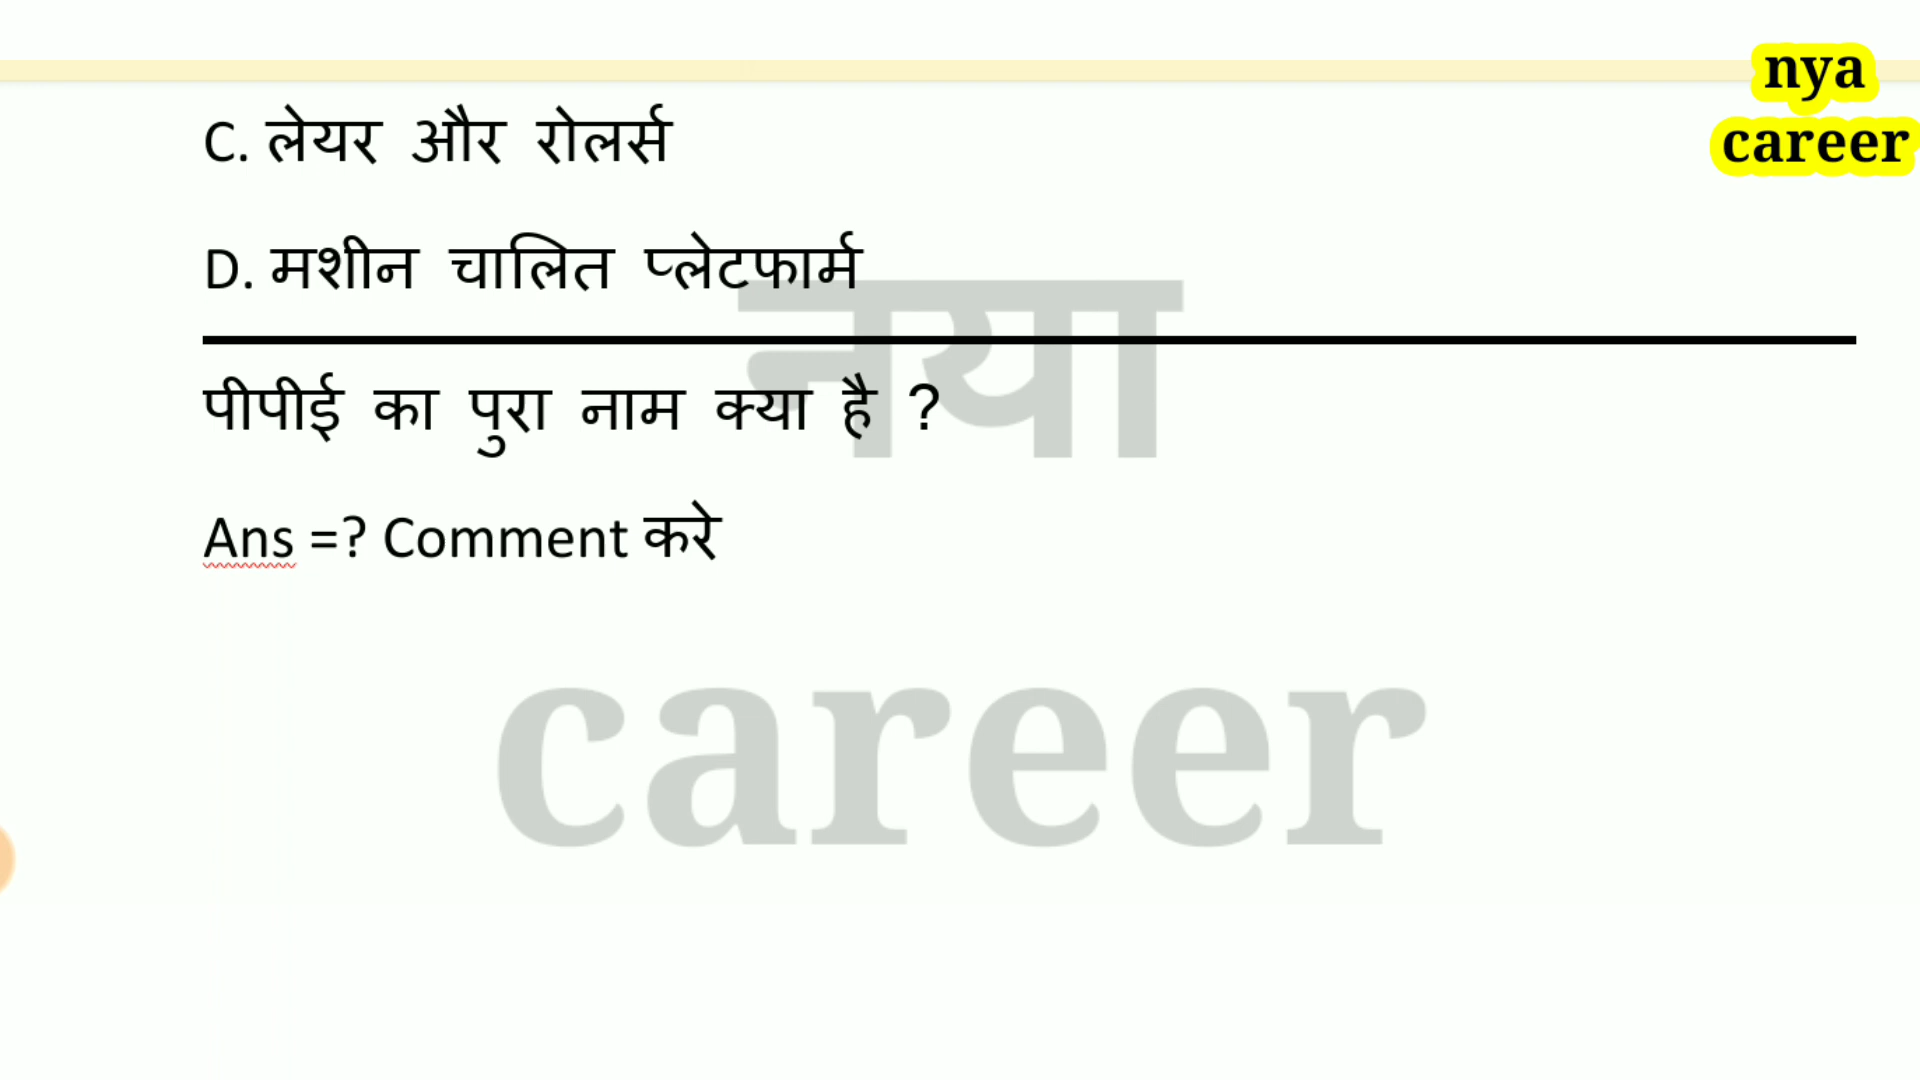 nya
career
C. लेयर और रोलर्स
D. मशीन चालित प्लेटफार्म
नया
पीपीई का पुरा नाम क्या है ?
Ans =? Comment करे
career